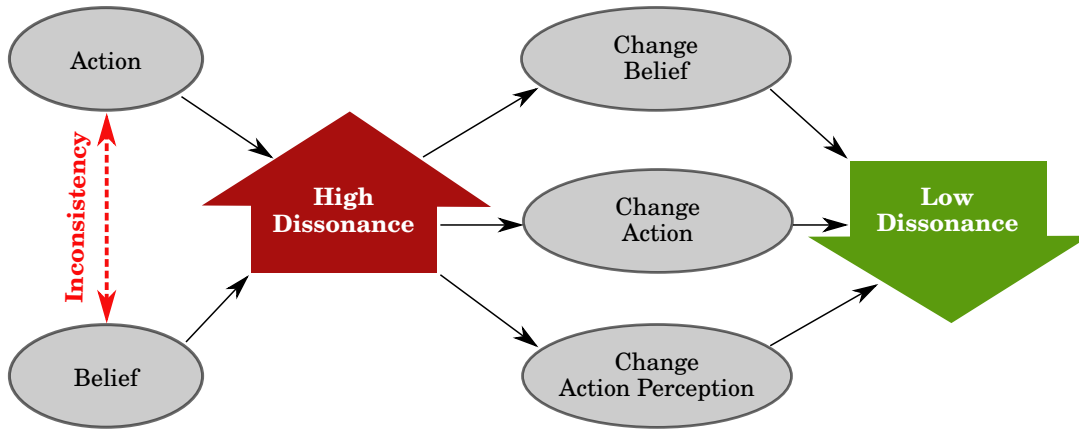 Action
Inconsistency
Belief
High
Dissonance
Change
Belief
Change
Action
Change
Action Perception
Low
Dissonance